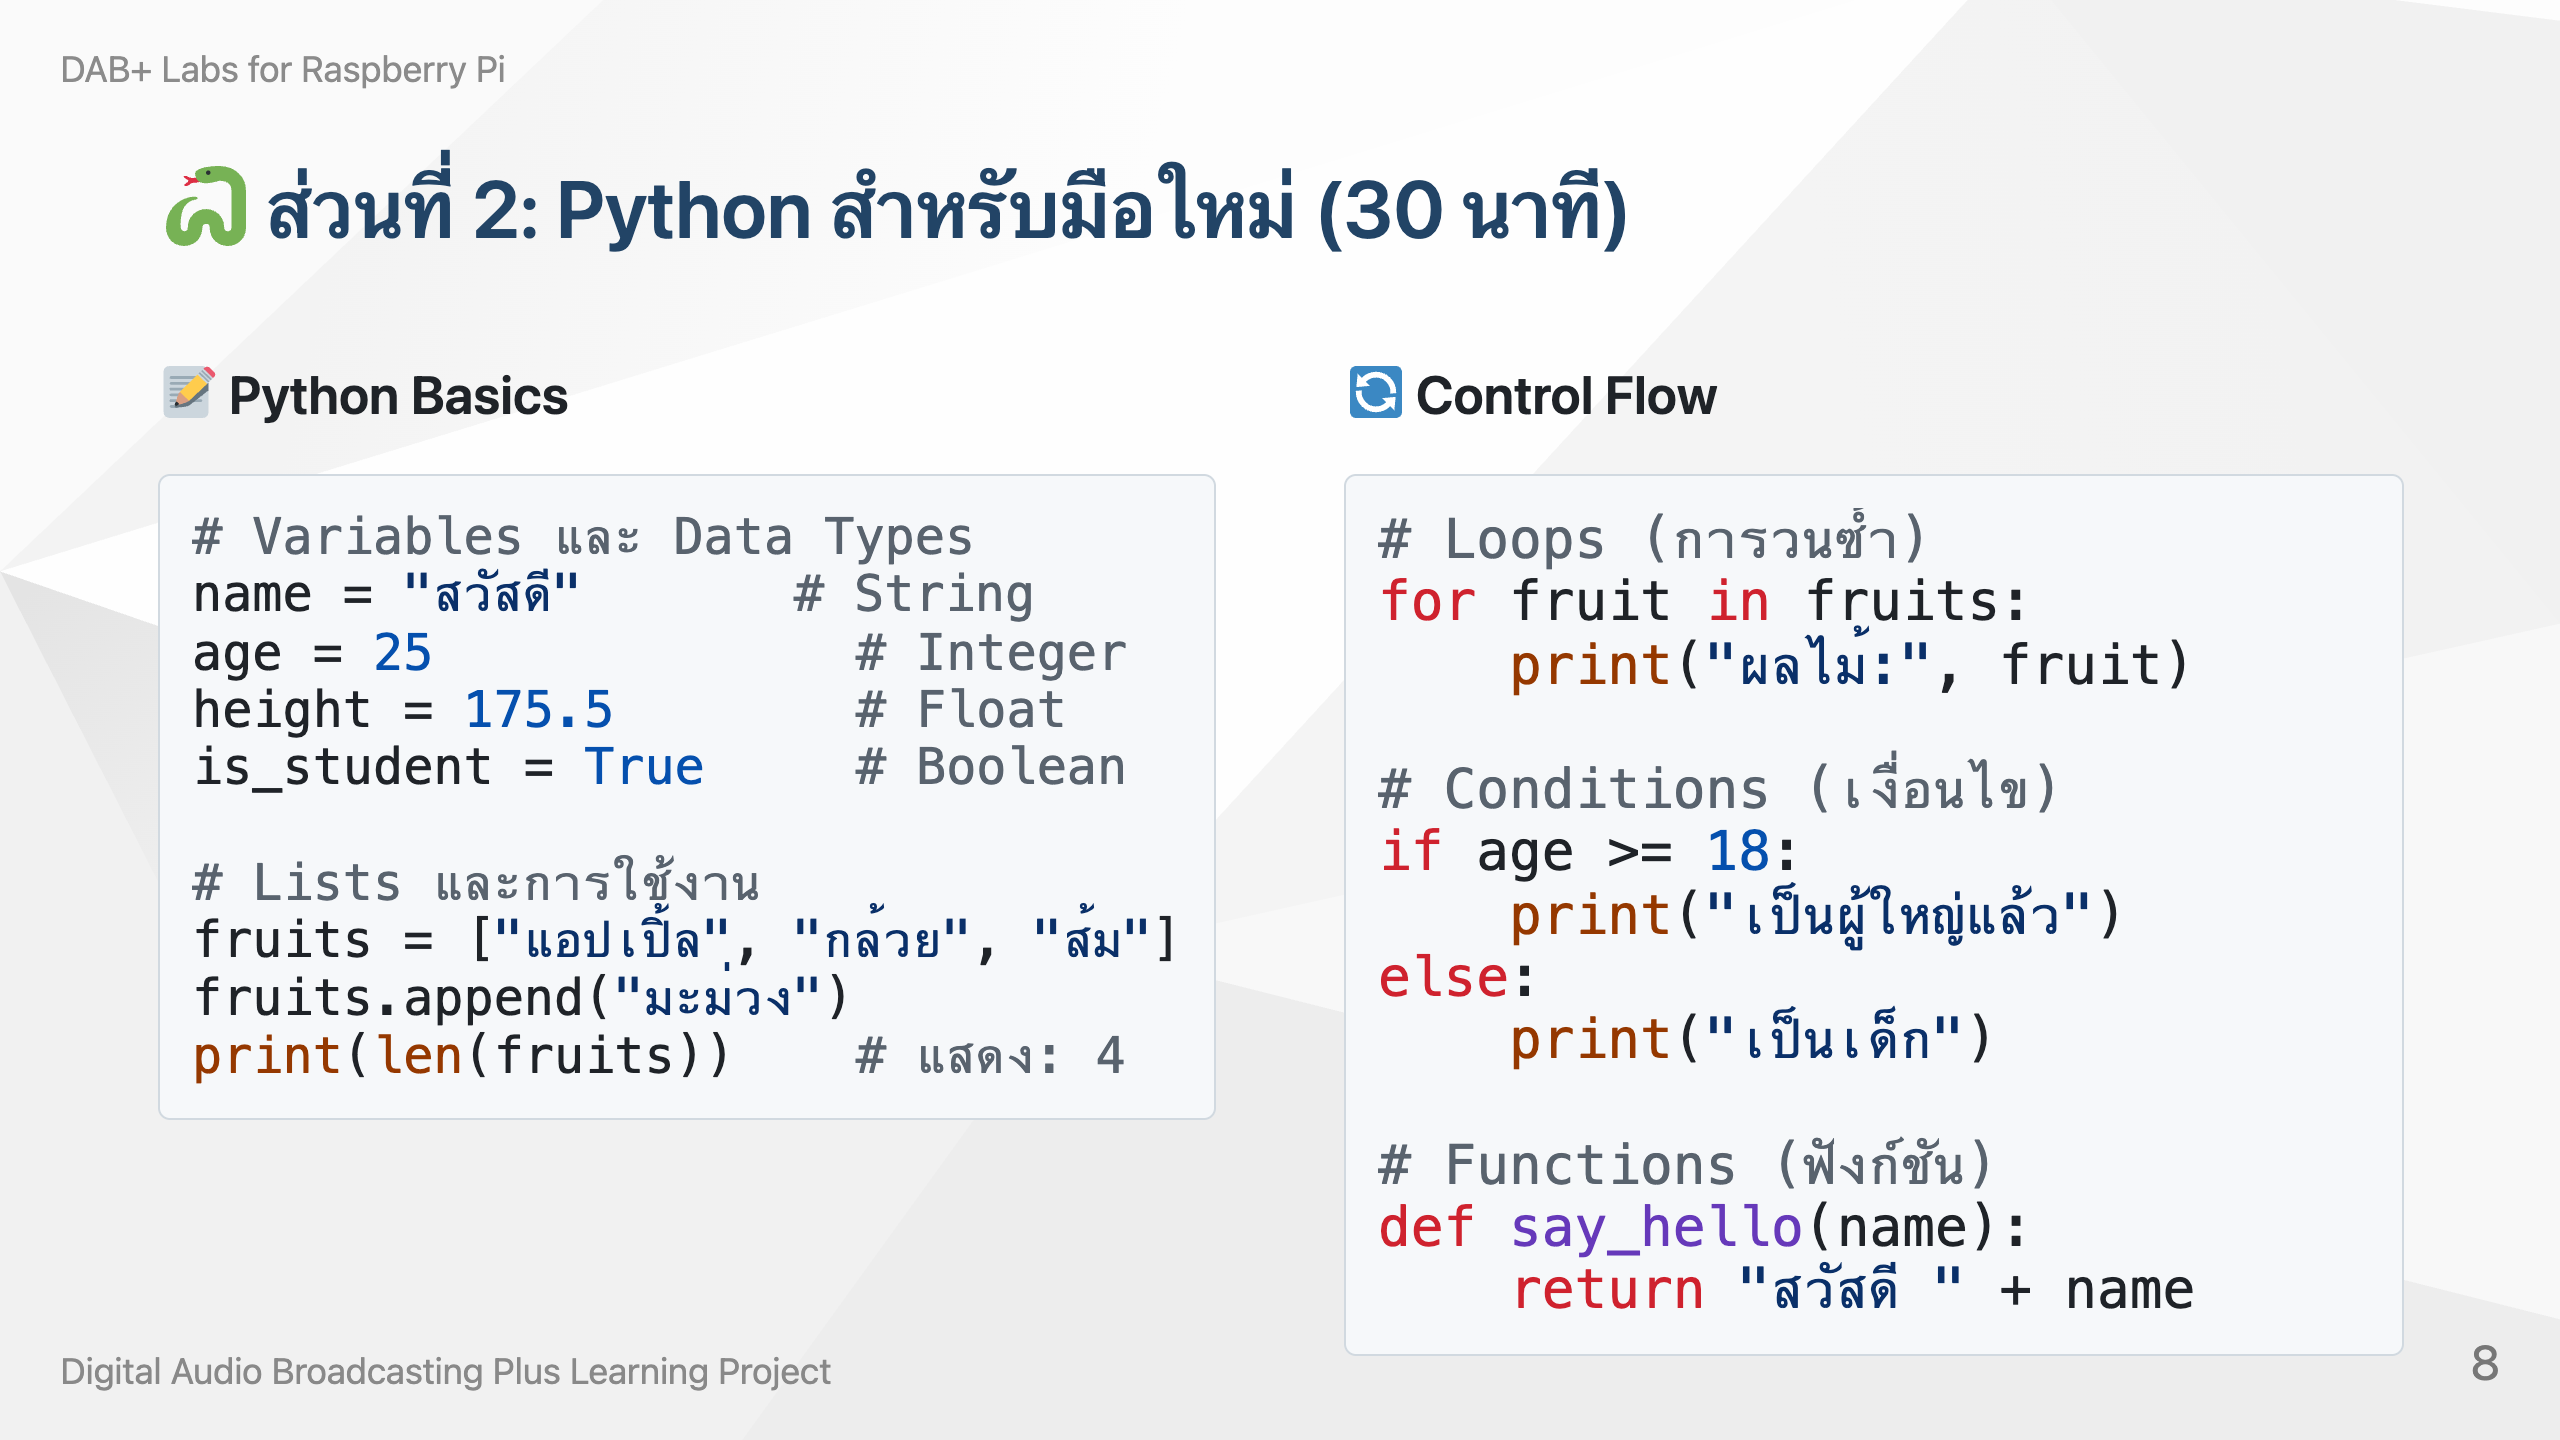 DAB+ Labs for Raspberry Pi
🐍 ส่วนที่ 2: Python สำหรับมือใหม่ (30 นาที)
📝 Python Basics
# Variables และ Data Types
name = "สวัสดี"       # String
age = 25              # Integer
height = 175.5        # Float
is_student = True     # Boolean

# Lists และการใช้งาน
fruits = ["แอปเปิ้ล", "กล้วย", "ส้ม"]
fruits.append("มะม่วง")
print(len(fruits))    # แสดง: 4
🔄 Control Flow
# Loops (การวนซ้ำ)
for fruit in fruits:
    print("ผลไม้:", fruit)

# Conditions (เงื่อนไข)
if age >= 18:
    print("เป็นผู้ใหญ่แล้ว")
else:
    print("เป็นเด็ก")

# Functions (ฟังก์ชัน)
def say_hello(name):
    return "สวัสดี " + name
Digital Audio Broadcasting Plus Learning Project
8